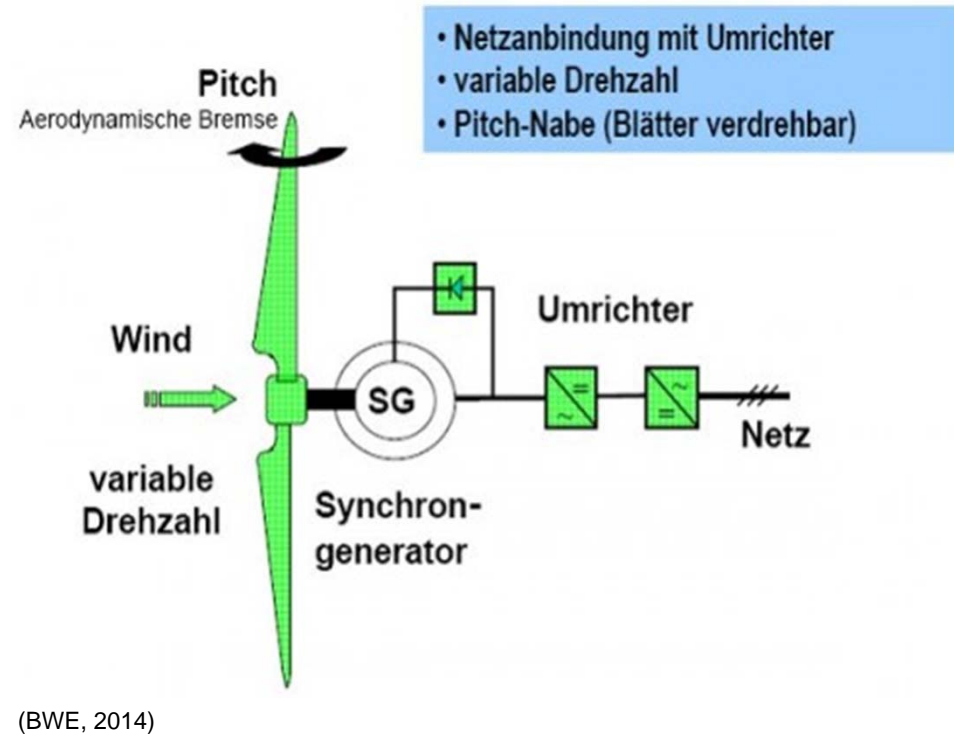 • Netzanbindung mit Umrichter
• variable Drehzahl
• Pitch-Nabe (Blätter verdrehbar)
Pitch
Aerodynamische Bremse
Umrichter
Wind
SG
=
~
~
=
Netz
variable
Drehzahl
Synchron-
generator
(BWE, 2014)